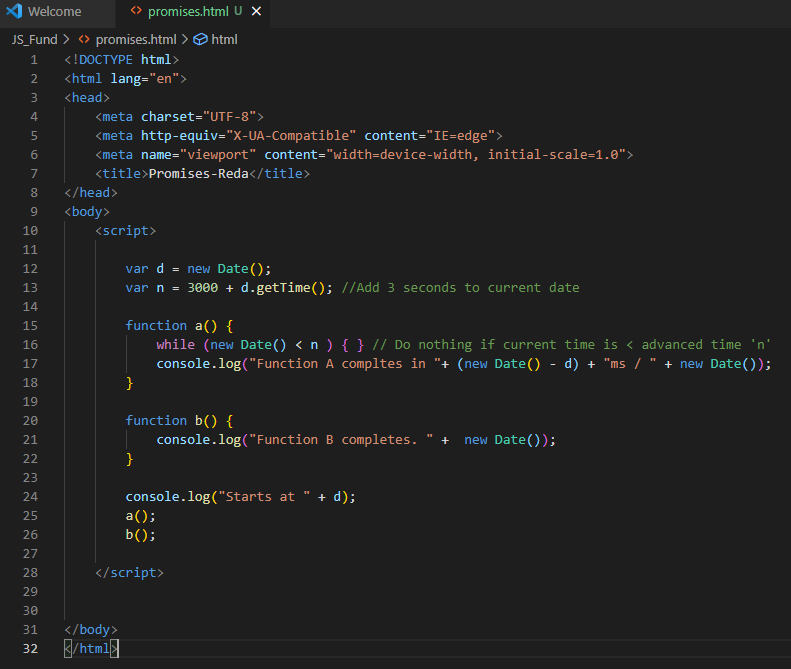 Welcome
promises.html U
JS_Fund > promises.html > html
1 <!DOCTYPE html>
2 <html lang="en">
3 <head>
4     <meta charset="UTF-8">
5     <meta http-equiv="X-UA-Compatible" content="IE=edge">
6     <meta name="viewport" content="width=device-width, initial-scale=1.0">
7     <title>Promises-Reda</title>
8 </head>
9 <body>
10     <script>
11
12         var d = new Date();
13         var n = 3000 + d.getTime(); //Add 3 seconds to current date
14
15         function a() {
16             while (new Date() < n ) { } // Do nothing if current time is < advanced time 'n'
17             console.log("Function A compltes in "+ (new Date() - d) + "ms / " + new Date());
18         }
19
20         function b() {
21             console.log("Function B completes. " +  new Date());
22         }
23
24         console.log("Starts at " + d);
25         a();
26         b();
27
28     </script>
29
30
31 </body>
32 </html>